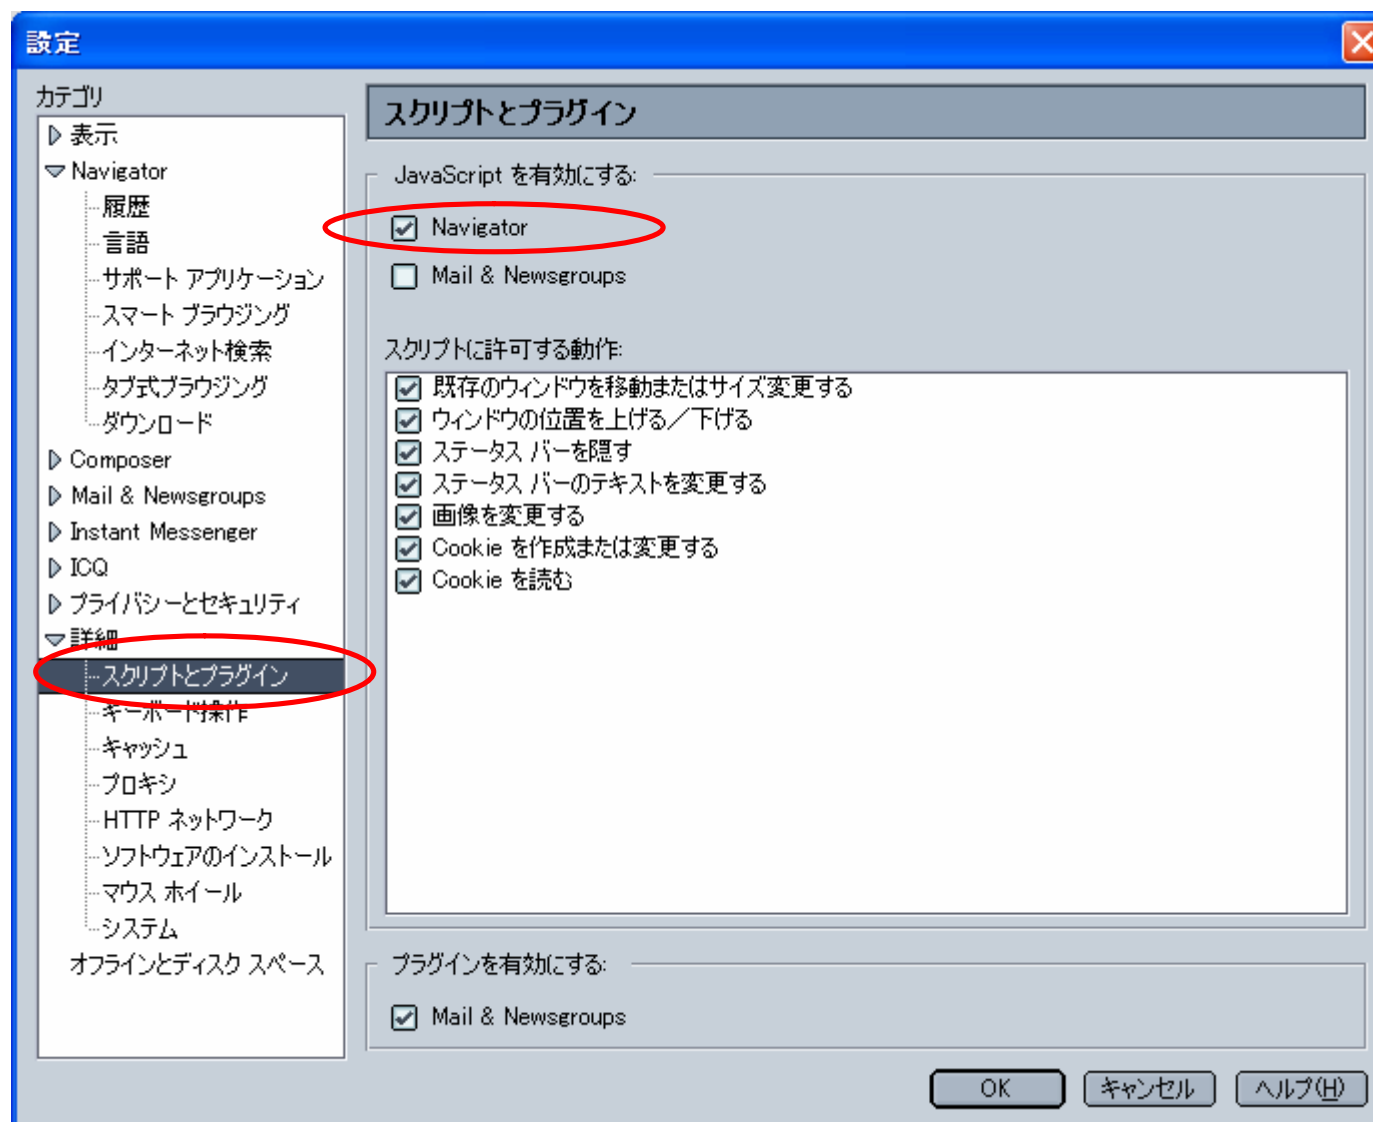 設定
カテゴリ
表示
Navigator
履歴
言語
サポート アプリケーション
スマート ブラウジング
インターネット検索
タブ式ブラウジング
ダウンロード
Composer
Mail & Newsgroups
Instant Messenger
ICQ
プライバシーとセキュリティ
詳細
スクリプトとプラグイン
キーボード操作
キャッシュ
プロキシ
HTTP ネットワーク
ソフトウェアのインストール
マウス ホイール
システム
オフラインとディスク スペース
スクリプトとプラグイン
JavaScript を有効にする:
Navigator
Mail & Newsgroups
スクリプトに許可する動作:
既存のウィンドウを移動またはサイズ変更する
ウィンドウの位置を上げる／下げる
ステータス バーを隠す
ステータス バーのテキストを変更する
画像を変更する
Cookie を作成または変更する
Cookie を読む
プラグインを有効にする:
Mail & Newsgroups
OK
キャンセル
ヘルプ(H)